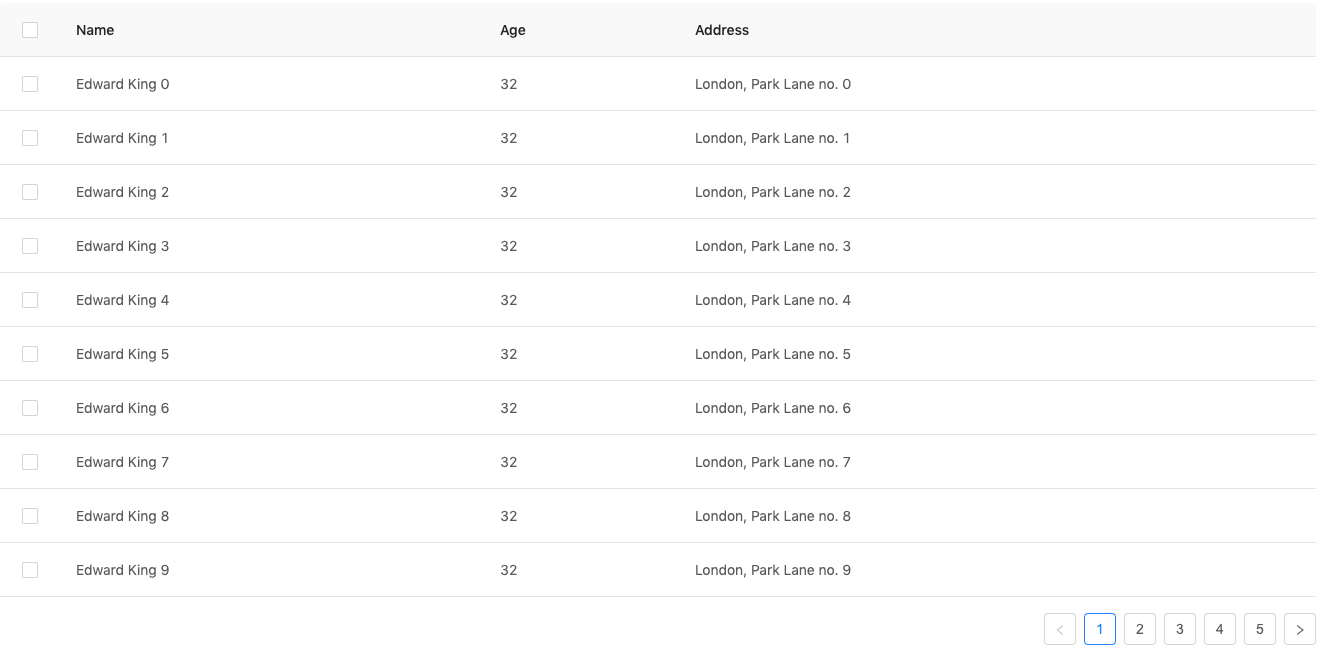 Name Age Address
Edward King 0 32 London, Park Lane no. 0
Edward King 1 32 London, Park Lane no. 1
Edward King 2 32 London, Park Lane no. 2
Edward King 3 32 London, Park Lane no. 3
Edward King 4 32 London, Park Lane no. 4
Edward King 5 32 London, Park Lane no. 5
Edward King 6 32 London, Park Lane no. 6
Edward King 7 32 London, Park Lane no. 7
Edward King 8 32 London, Park Lane no. 8
Edward King 9 32 London, Park Lane no. 9
1 2 3 4 5